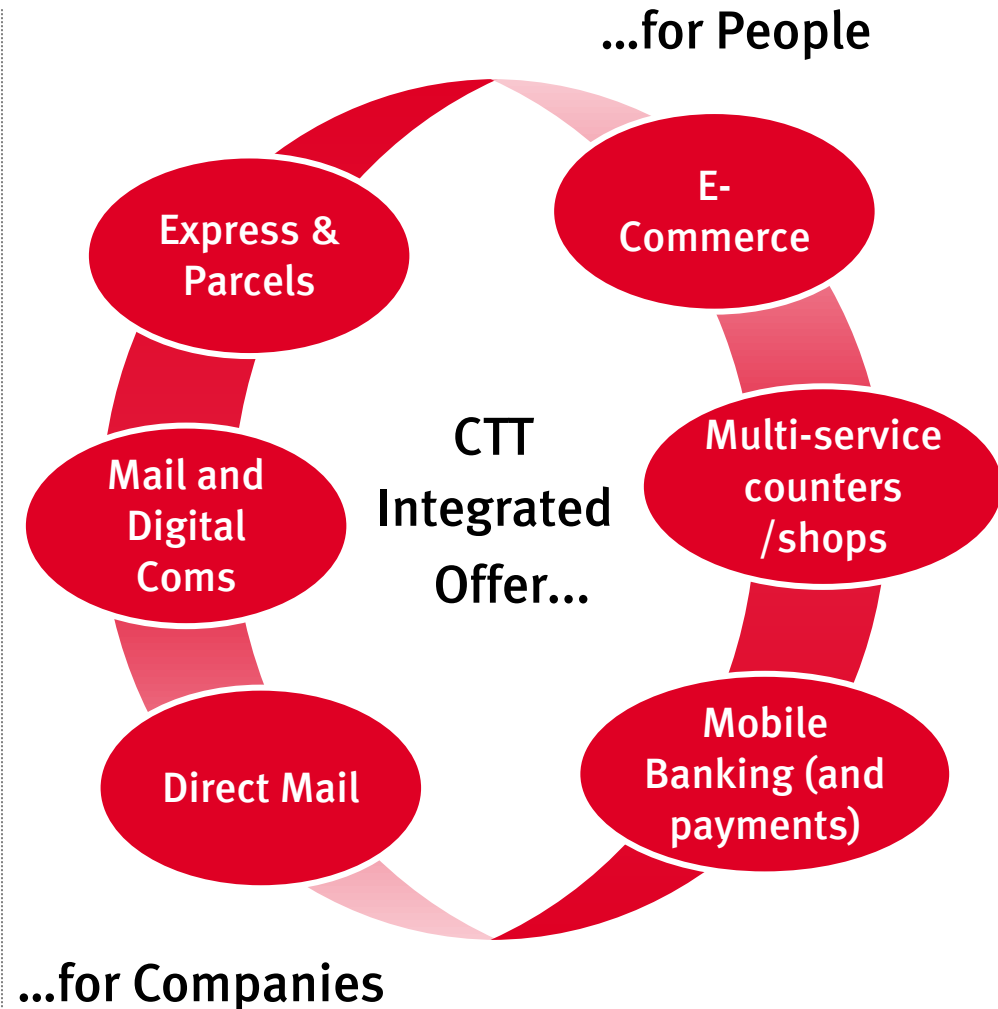 ...for People
E-
Commerce
Express &
Parcels
Multi-service
counters
/shops
CTT
Integrated
Offer...
Mail and
Digital
Coms
Mobile
Banking (and
payments)
Direct Mail
...for Companies